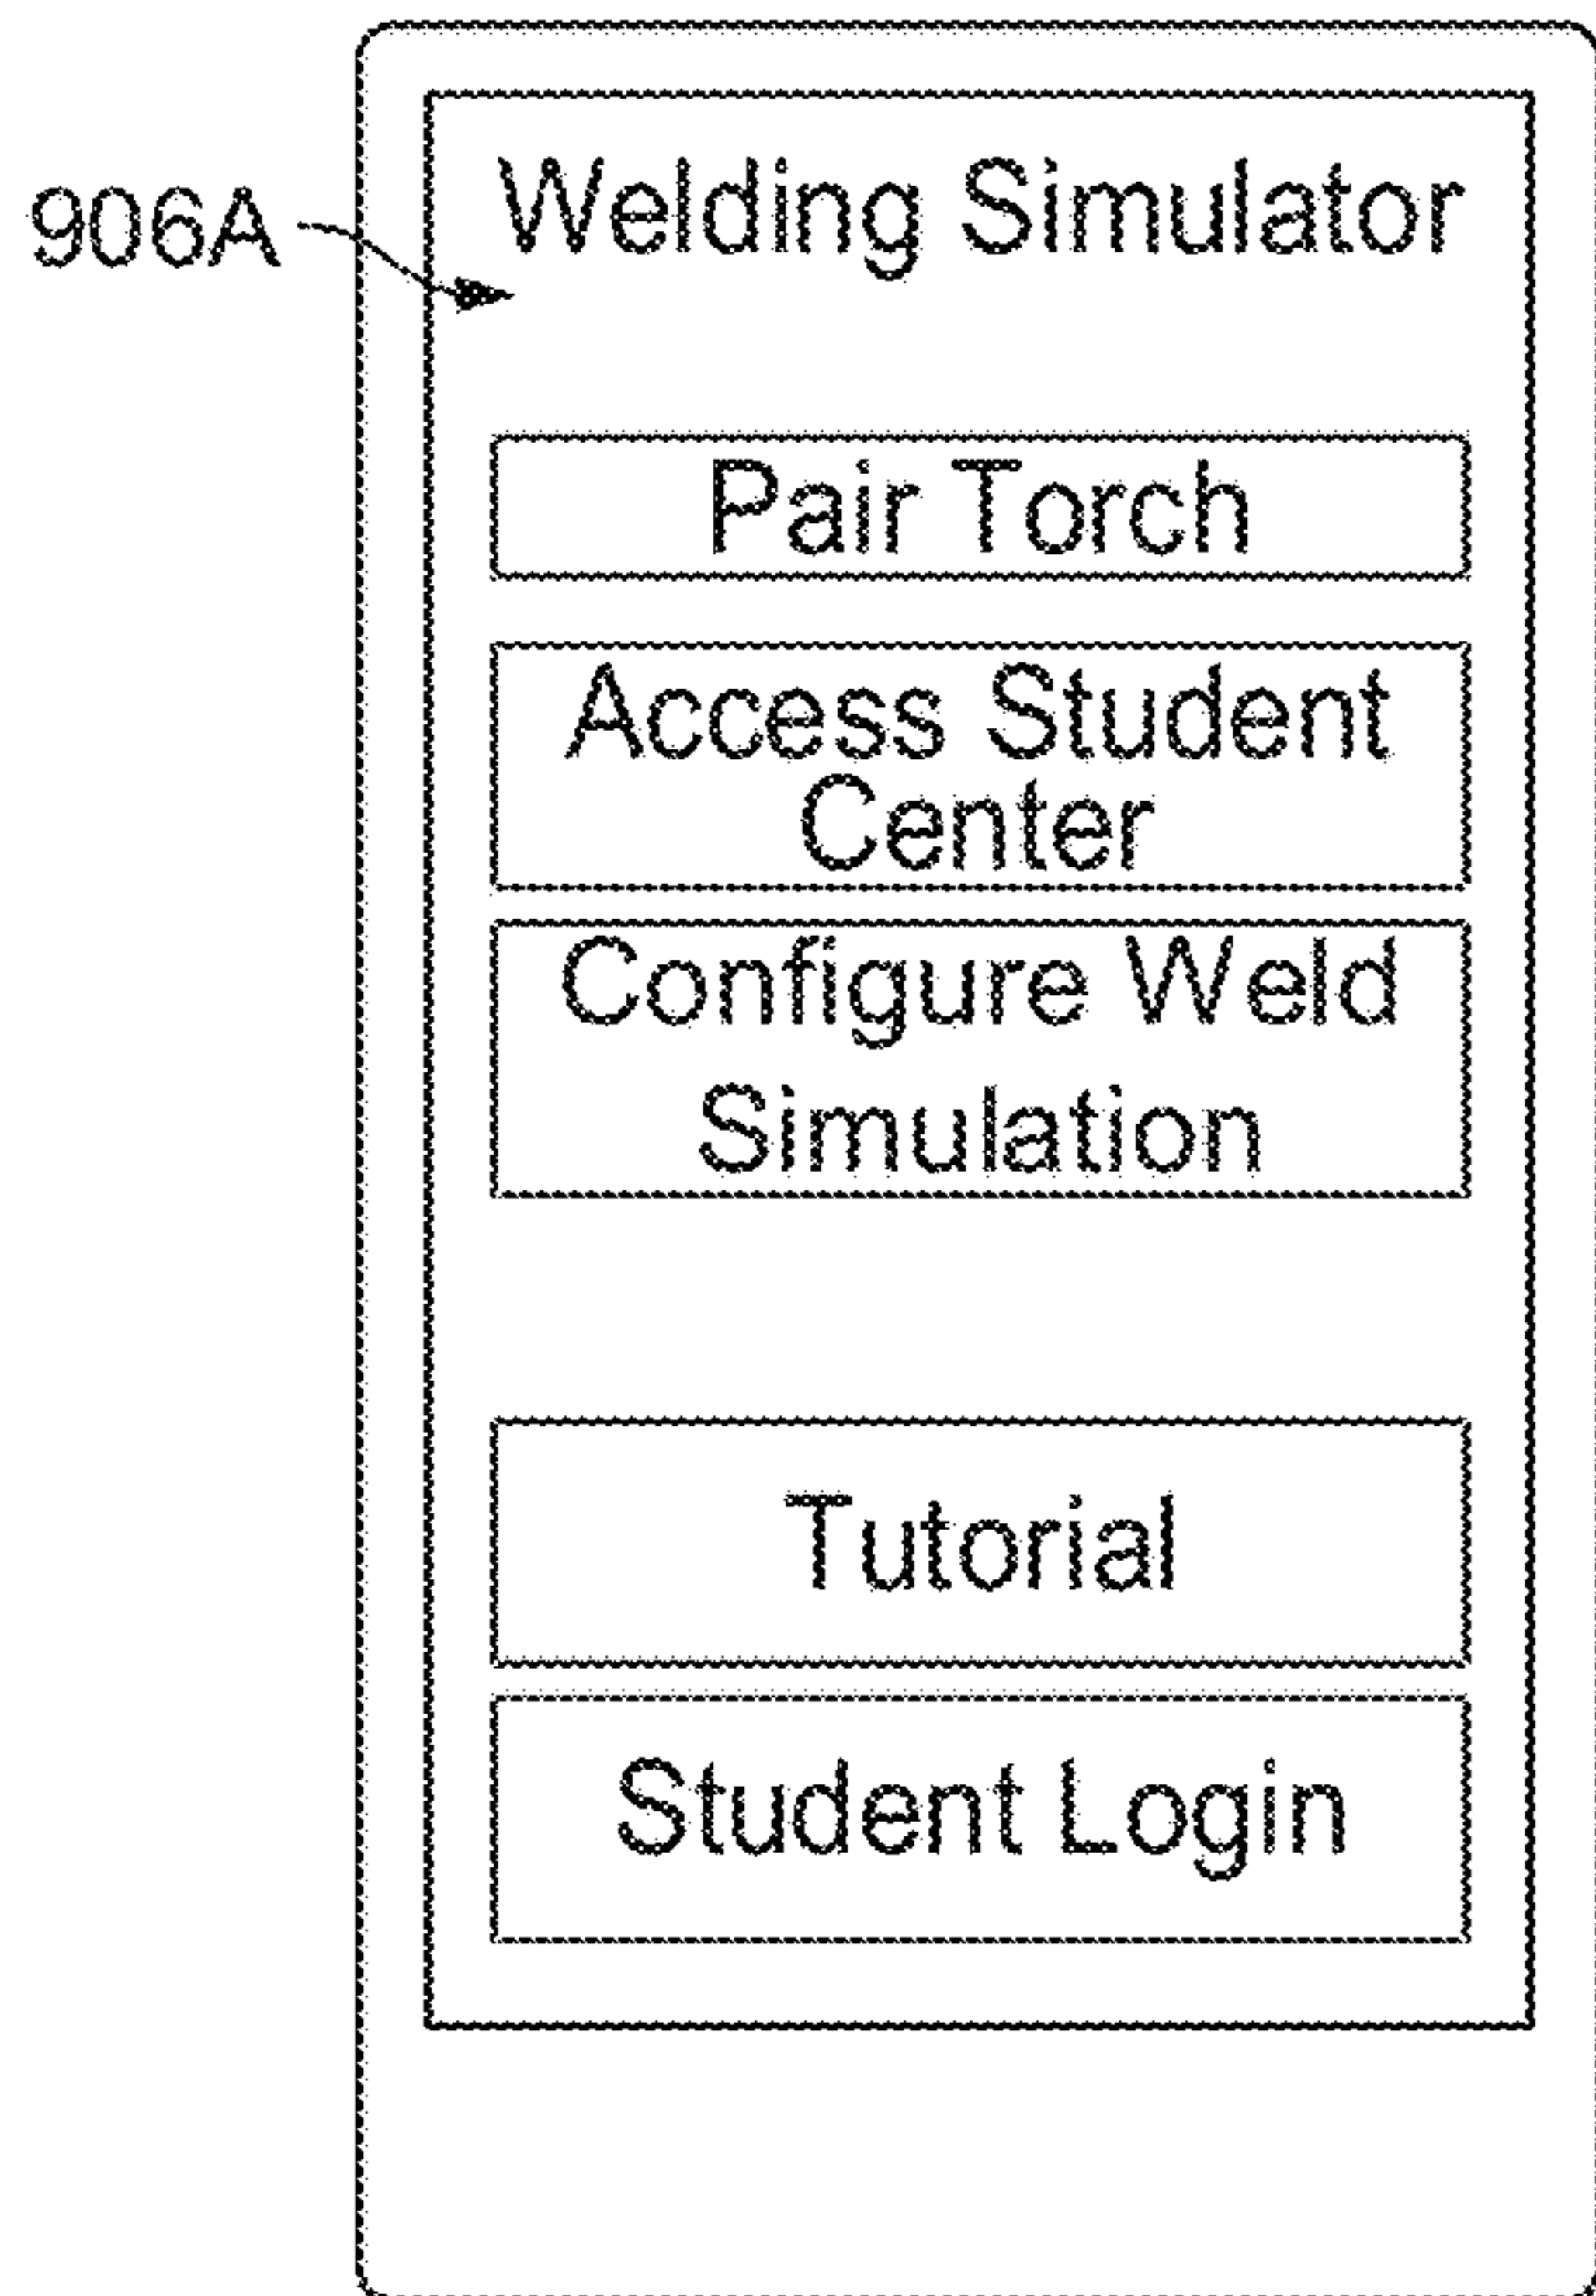 906A
Welding Simulator
Pair Torch
Access Student
Center
Configure Weld
Simulation
Tutorial
Student Login